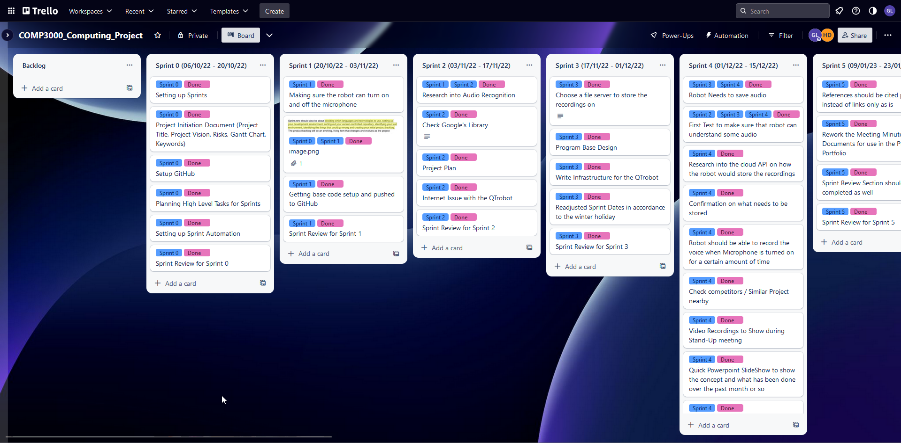 Trello Workspaces Recent Starred Templates Create Search GL
COMP3000_Computing_Project Private Board Power-Ups Automation Filter GL HD Share
Backlog
Add a card
Sprint 0 (06/10/22 - 20/10/22)
Sprint 0 Done
Setting up Sprints
Sprint 0 Done
Project Initiation Document (Project
Title, Project Vision, Risks, Gantt Chart,
Keywords)
Sprint 0 Done
Setup GitHub
Sprint 0 Done
Planning High Level Tasks for Sprints
Sprint 0 Done
Setting up Sprint Automation
Sprint 0 Done
Sprint Review for Sprint 0
Add a card
Sprint 1 (20/10/22 - 03/11/22)
Sprint 1 Done
Making sure the robot can turn on
and off the microphone
Sprint 0 Sprint 1 Done
image.png
1
Sprint 1 Done
Getting base code setup and pushed
to GitHub
Sprint 1 Done
Sprint Review for Sprint 1
Add a card
Sprint 2 (03/11/22 - 17/11/22)
Sprint 1 Sprint 2 Done
Research into Audio Recognition
Sprint 2 Done
Check Google's Library
Sprint 2 Done
Project Plan
Sprint 2 Done
Internet Issue with the QTrobot
Sprint 2 Done
Sprint Review for Sprint 2
Add a card
Sprint 3 (17/11/22 - 01/12/22)
Sprint 3 Done
Choose a file server to store the
recordings on
Sprint 3 Done
Program Base Design
Sprint 3 Done
Write Infrastructure for the QTrobot
Sprint 3 Done
Readjusted Sprint Dates in accordance
to the winter holiday
Sprint 3 Done
Sprint Review for Sprint 3
Add a card
Sprint 4 (01/12/22 - 15/12/22)
Sprint 3 Sprint 4 Done
Robot Needs to save audio
Sprint 2 Sprint 3 Sprint 4 Done
First Test to make sure that robot can
understand some audio
Sprint 4 Done
Research into the cloud API on how
the robot would store the recordings
Sprint 4 Done
Confirmation on what needs to be
stored
Sprint 4 Done
Robot should be able to record the
voice when Microphone is turned on
for a certain amount of time
Sprint 4 Done
Check competitors / Similar Project
nearby
Sprint 4 Done
Video Recordings to Show during
Stand-Up meeting
Sprint 4 Done
Quick Powerpoint SlideShow to show
the concept and what has been done
over the past month or so
Sprint 4 Done
Add a card
Sprint 5 (09/01/23 - 23/01/
Sprint 5 Done
References should be cited
instead of links only as is
Sprint 5 Done
Rework the Meeting Minute
Documents for use in the P
Portfolio
Sprint 5 Done
Sprint Review Section shoul
completed as well
Sprint 5 Done
Sprint Review for Sprint 5
Add a card